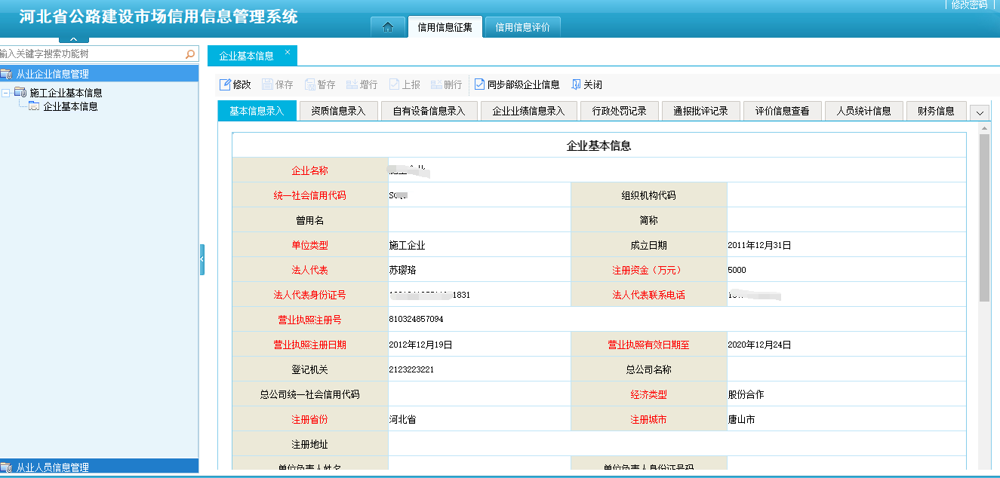 修改密码
河北省公路建设市场信用信息管理系统
信用信息征集 信用信息评价
输入关键字搜索功能树
企业基本信息
从业企业信息管理
施工企业基本信息
企业基本信息
修改 保存 暂存 增行 上报 删行 同步部级企业信息 关闭
基本信息录入 资质信息录入 自有设备信息录入 企业业绩信息录入 行政处罚记录 通报批评记录 评价信息查看 人员统计信息 财务信息
企业基本信息
企业名称
统一社会信用代码 组织机构代码
曾用名 简称
单位类型 施工企业 成立日期 2011年12月31日
法人代表 苏璎珞 注册资金（万元） 5000
法人代表身份证号 1831 法人代表联系电话
营业执照注册号 810324857094
营业执照注册日期 2012年12月19日 营业执照有效日期至 2020年12月24日
登记机关 2123223221 总公司名称
总公司统一社会信用代码 经济类型 股份合作
注册省份 河北省 注册城市 唐山市
注册地址
单位负责人姓名 单位负责人身份证号码
从业人员信息管理